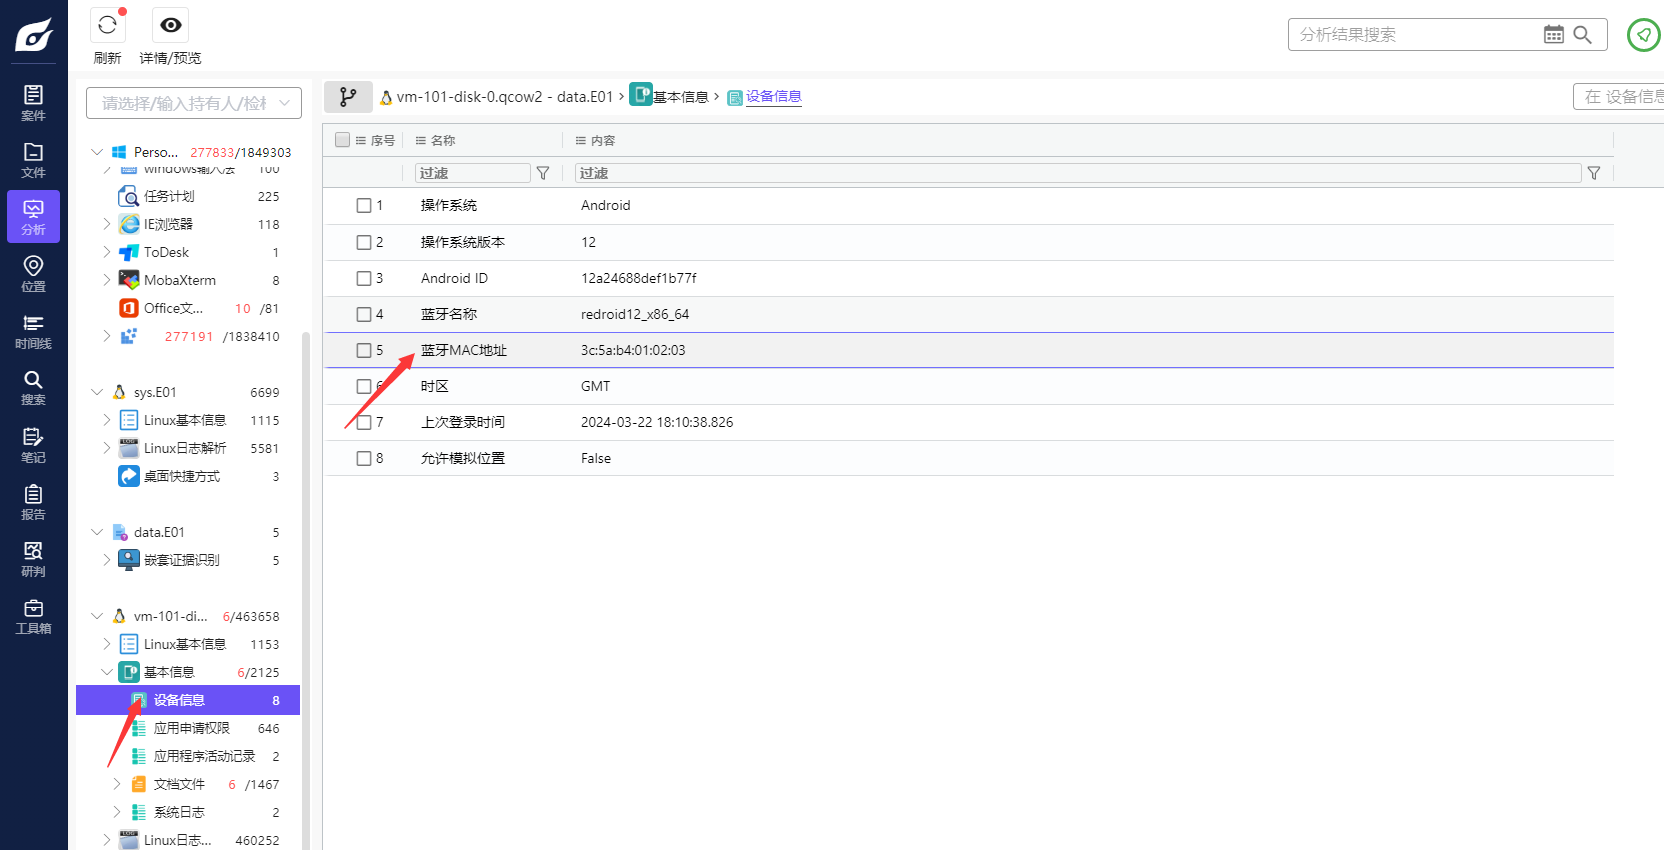 刷新
详情/预览
分析结果搜索
案件
文件
分析
位置
时间线
搜索
笔记
报告
研判
工具箱
请选择/输入持有人/检材
Perso... 277833/1849303
windows输入法 100
任务计划 225
IE浏览器 118
ToDesk 1
MobaXterm 8
Office文... 10 /81
277191 /1838410
sys.E01 6699
Linux基本信息 1115
Linux日志解析 5581
桌面快捷方式 3
data.E01 5
嵌套证据识别 5
vm-101-di... 6/463658
Linux基本信息 1153
基本信息 6/2125
设备信息 8
应用申请权限 646
应用程序活动记录 2
文档文件 6 /1467
系统日志 2
Linux日志... 460252
vm-101-disk-0.qcow2 - data.E01 › 基本信息 › 设备信息
在 设备信息
序号 名称 内容
过滤 过滤
1 操作系统 Android
2 操作系统版本 12
3 Android ID 12a24688def1b77f
4 蓝牙名称 redroid12_x86_64
5 蓝牙MAC地址 3c:5a:b4:01:02:03
6 时区 GMT
7 上次登录时间 2024-03-22 18:10:38.826
8 允许模拟位置 False